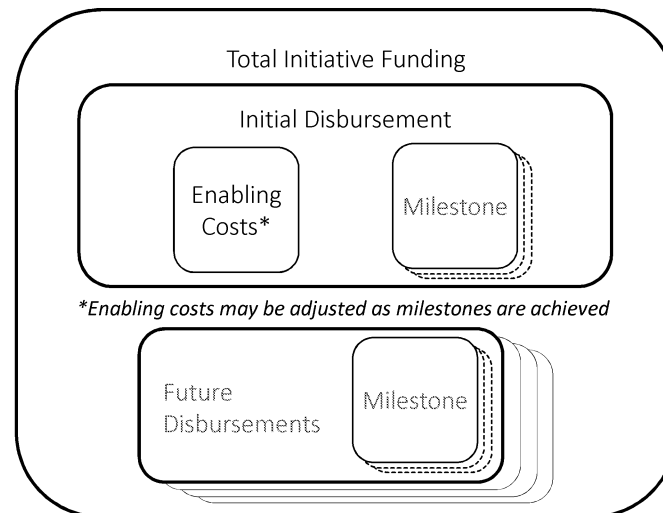 Total Initiative Funding
Initial Disbursement
Enabling
Costs*
Milestone
*Enabling costs may be adjusted as milestones are achieved
Future
Disbursements
Milestone